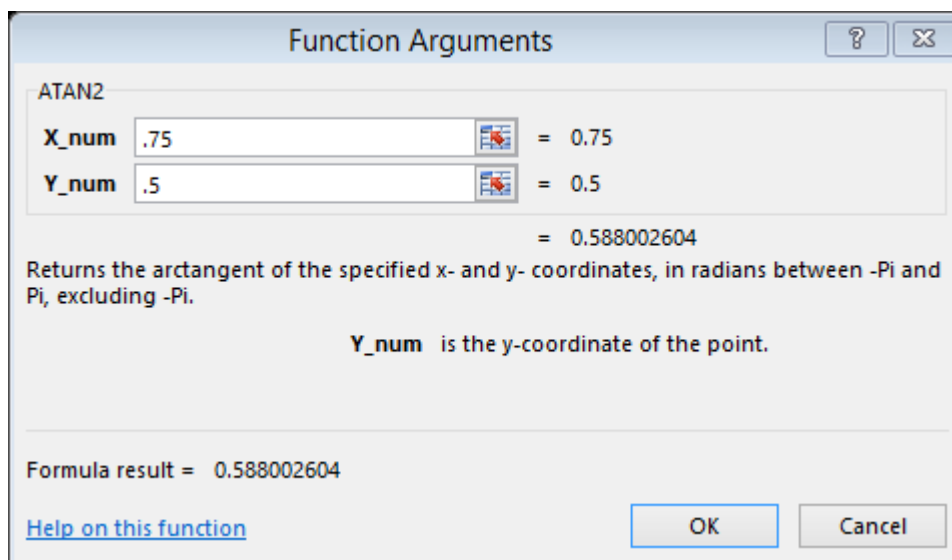 Function Arguments
ATAN2
X_num .75 = 0.75
Y_num .5 = 0.5
= 0.588002604
Returns the arctangent of the specified x- and y- coordinates, in radians between -Pi and
Pi, excluding -Pi.
Y_num is the y-coordinate of the point.
Formula result = 0.588002604
Help on this function OK Cancel